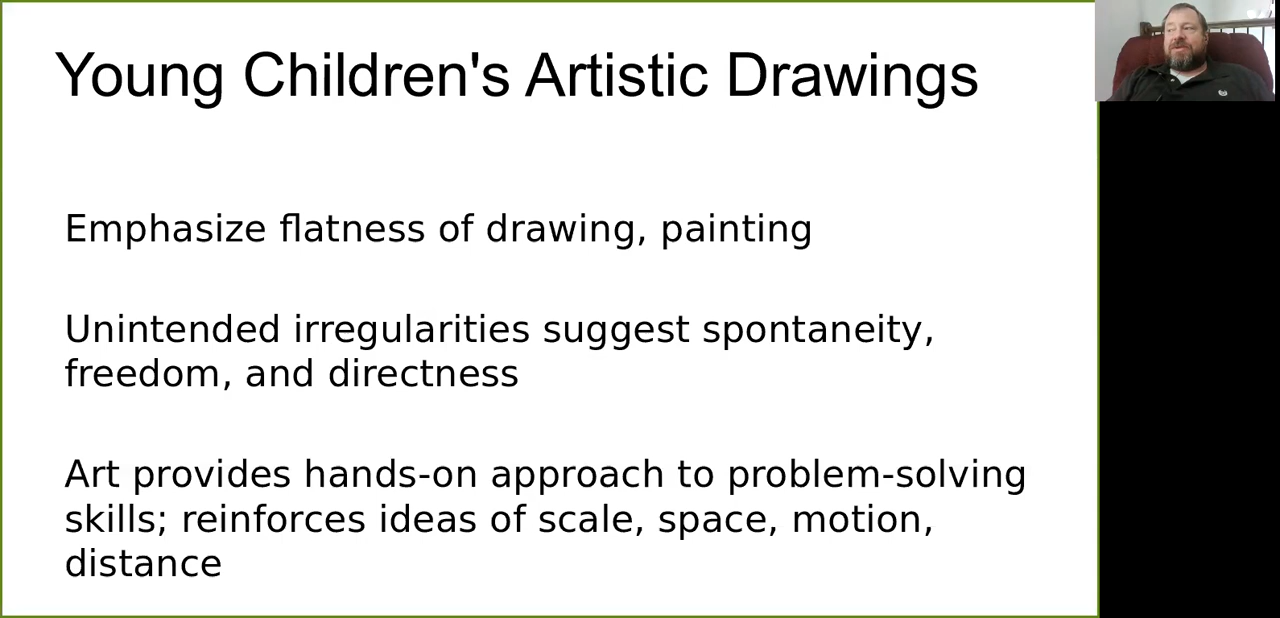 Young Children's Artistic Drawings
Emphasize flatness of drawing, painting
Unintended irregularities suggest spontaneity,
freedom, and directness
Art provides hands-on approach to problem-solving
skills; reinforces ideas of scale, space, motion,
distance